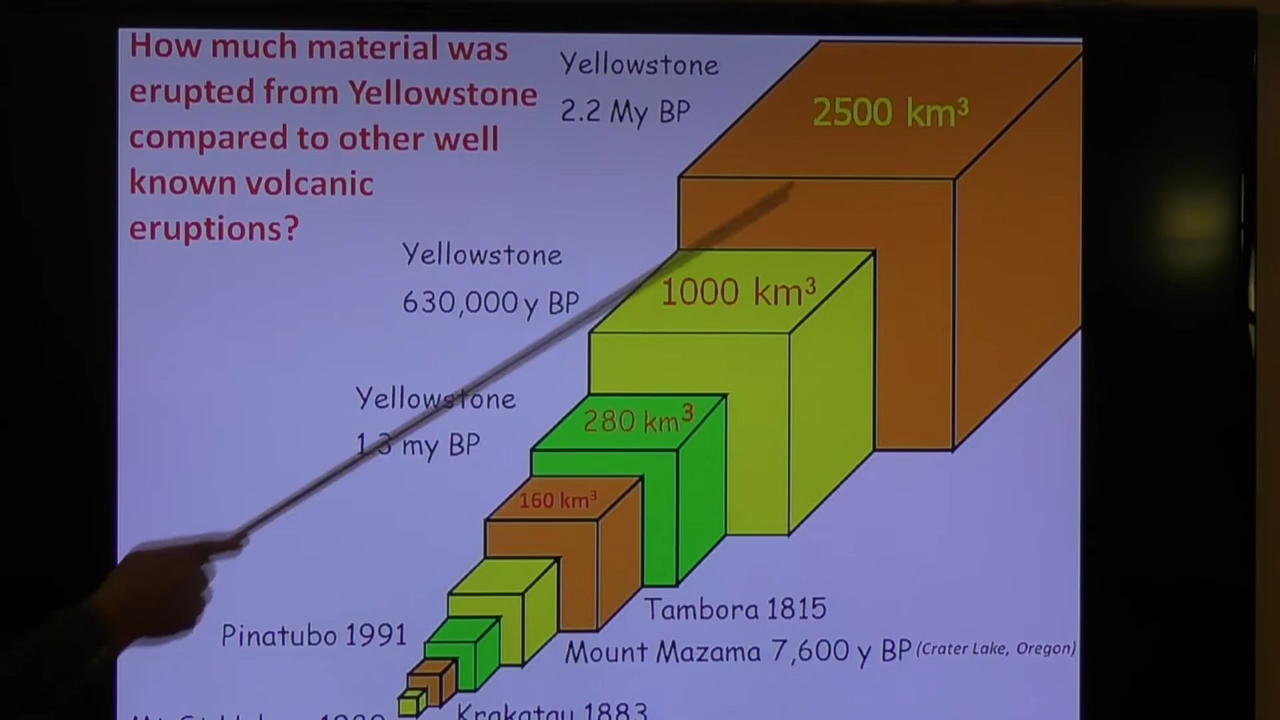 How much material was
erupted from Yellowstone
compared to other well
known volcanic
eruptions?
Yellowstone
2.2 My BP
2500 km³
Yellowstone
630,000 y BP
1000 km³
Yellowstone
1.3 my BP
280 km³
160 km³
Tambora 1815
Pinatubo 1991
Mount Mazama 7,600 y BP (Crater Lake, Oregon)
Krakatau 1883